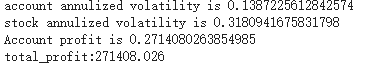 account annulized volatility is 0.1387225612842574
stock annulized volatility is 0.3180941675831798
Account profit is 0.2714080263854985
total_profit:271408.026